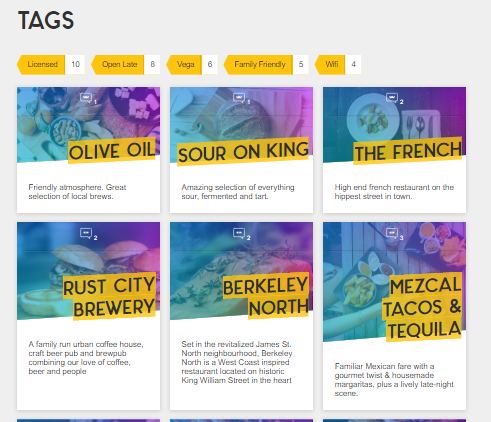 TAGS
Licensed 10 Open Late 8 Vega 6 Family Friendly 5 Wifi 4
1
OLIVE OIL
Friendly atmosphere. Great
selection of local brews.
1
SOUR ON KING
Amazing selection of everything
sour, fermented and tart.
2
THE FRENCH
High end french restaurant on the
hippest street in town.
2
RUST CITY
BREWERY
A family run urban coffee house,
craft beer pub and brewpub
combining our love of coffee,
beer and people
2
BERKELEY
NORTH
Set in the revitalized James St.
North neighbourhood, Berkeley
North is a West Coast inspired
restaurant located on historic
King William Street in the heart
3
MEZCAL
TACOS &
TEQUILA
Familiar Mexican fare with a
gourmet twist & housemade
margaritas, plus a lively late-night
scene.